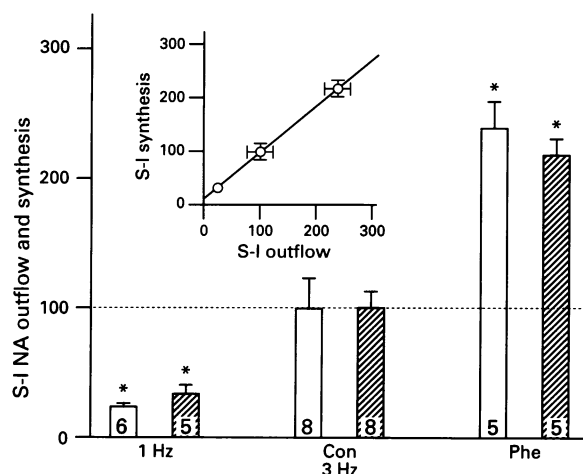 S-I NA outflow and synthesis
300
200
100
0
S-I synthesis
300
200
100
0
0 100 200 300
S-I outflow
* * * *
6 5 8 8 5 5
1 Hz Con Phe
3 Hz